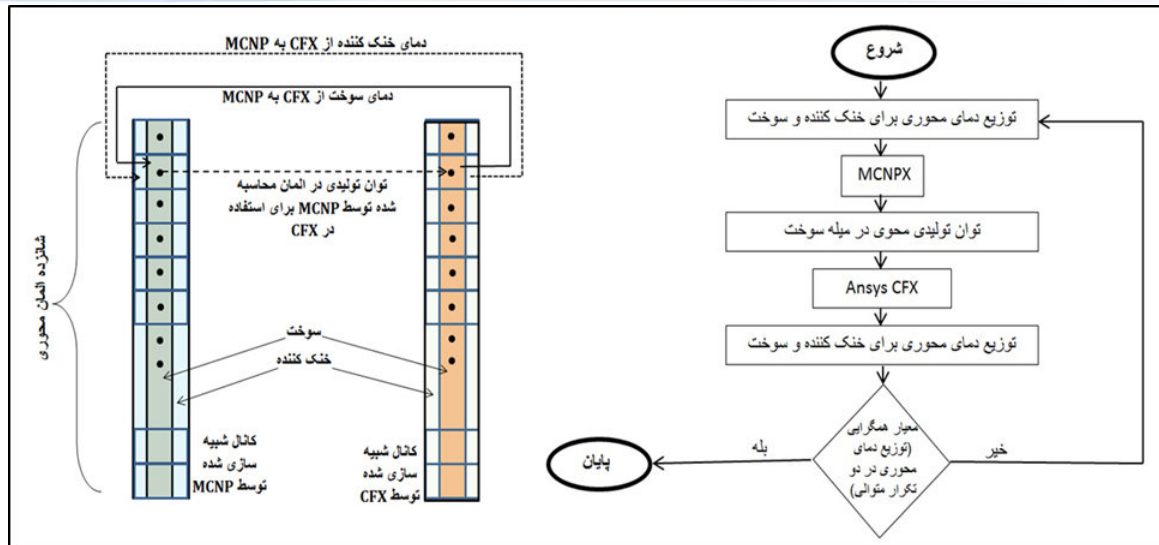 دمای خنک کننده از CFX به MCNP
دمای سوخت از CFX به MCNP
توان تولیدی در المان محاسبه
شده توسط MCNP برای استفاده
در CFX
شانزده المان محوری
سوخت
خنک کننده
کانال شبیه
سازی شده
توسط MCNP
کانال شبیه
سازی شده
توسط CFX
شروع
توزیع دمای محوری برای خنک کننده و سوخت
MCNPX
توان تولیدی محوی در میله سوخت
Ansys CFX
توزیع دمای محوری برای خنک کننده و سوخت
معیار همگرایی
(توزیع دمای
محوری در دو
تکرار متوالی)
خیر
بله
پایان